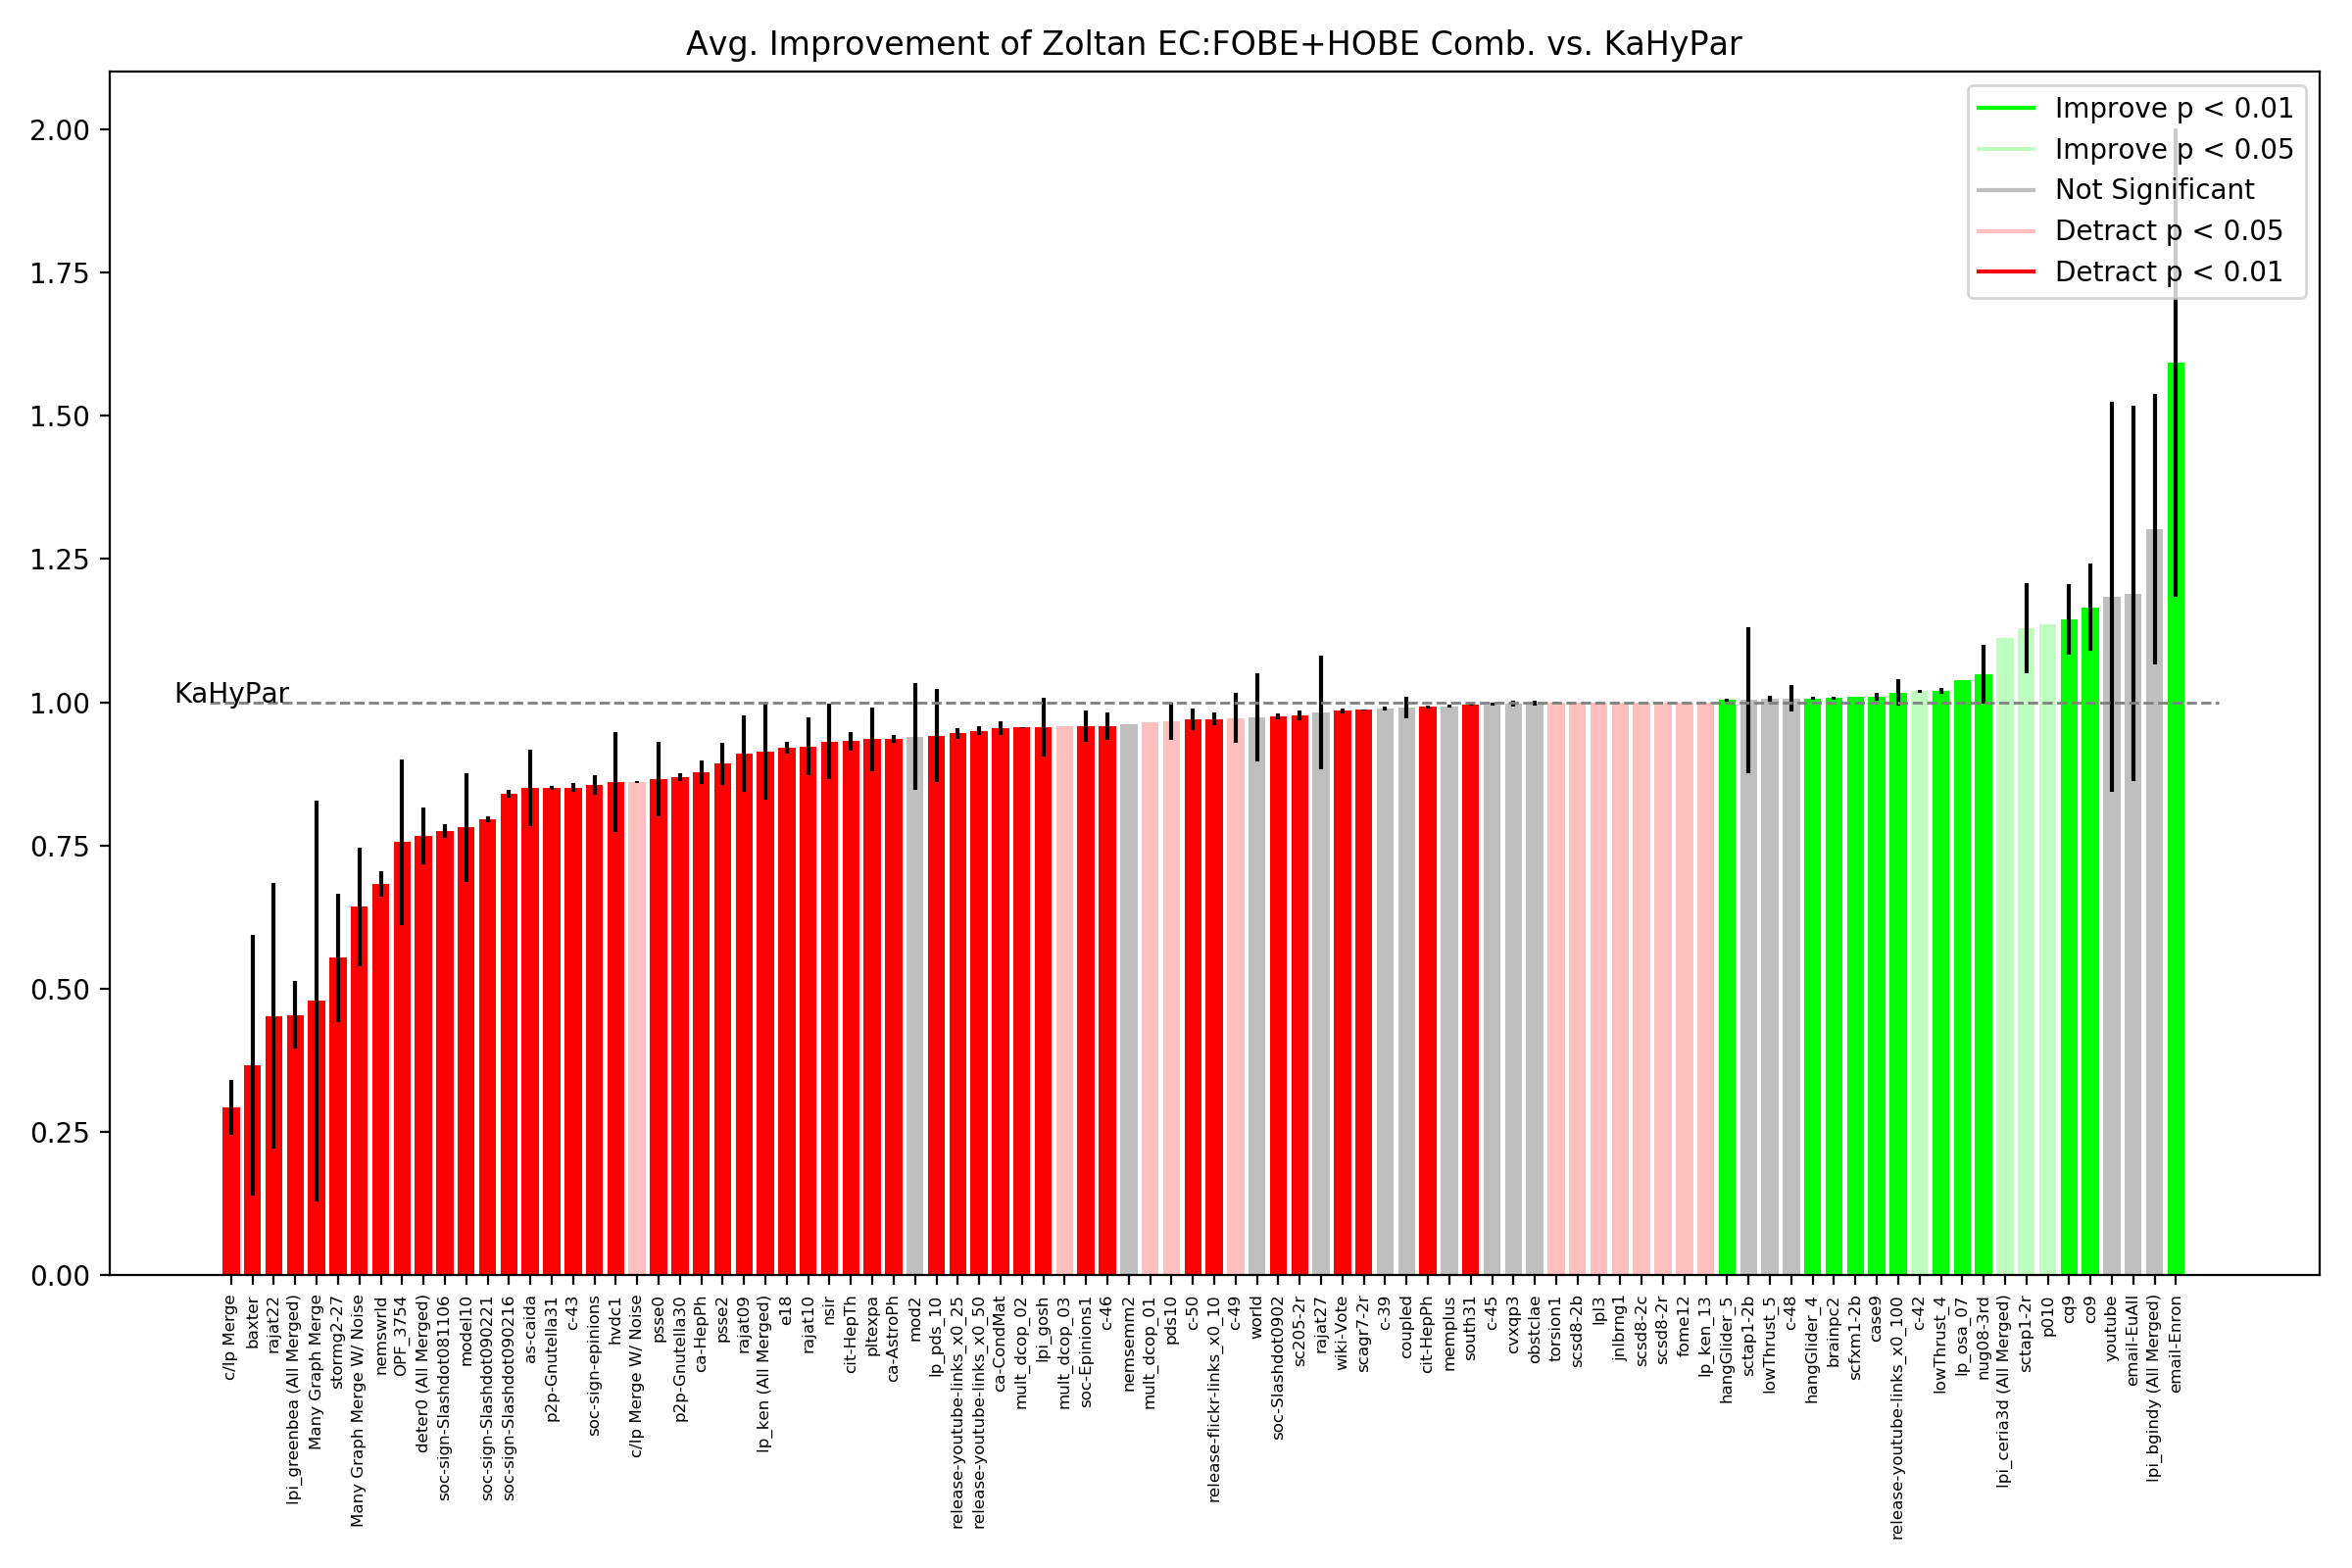 Avg. Improvement of Zoltan EC:FOBE+HOBE Comb. vs. KaHyPar
Improve p < 0.01
Improve p < 0.05
Not Significant
Detract p < 0.05
Detract p < 0.01
2.00
1.75
1.50
1.25
1.00
0.75
0.50
0.25
0.00
KaHyPar
c/lp Merge
baxter
rajat22
lpi_greenbea (All Merged)
Many Graph Merge
stormg2-27
Many Graph Merge W/ Noise
nemswrld
OPF_3754
deter0 (All Merged)
soc-sign-Slashdot081106
model10
soc-sign-Slashdot090221
soc-sign-Slashdot090216
as-caida
p2p-Gnutella31
c-43
soc-sign-epinions
hvdc1
c/lp Merge W/ Noise
psse0
p2p-Gnutella30
ca-HepPh
psse2
rajat09
lp_ken (All Merged)
e18
rajat10
nsir
cit-HepTh
pltexpa
ca-AstroPh
mod2
lp_pds_10
release-youtube-links_x0_25
release-youtube-links_x0_50
ca-CondMat
mult_dcop_02
lpi_gosh
mult_dcop_03
soc-Epinions1
c-46
nemsemm2
mult_dcop_01
pds10
c-50
release-flickr-links_x0_10
c-49
world
soc-Slashdot0902
sc205-2r
rajat27
wiki-Vote
scagr7-2r
c-39
coupled
cit-HepPh
memplus
south31
c-45
cvxqp3
obstclae
torsion1
scsd8-2b
lpl3
jnlbrng1
scsd8-2c
scsd8-2r
fome12
lp_ken_13
hangGlider_5
sctap1-2b
lowThrust_5
c-48
hangGlider_4
brainpc2
scfxm1-2b
case9
release-youtube-links_x0_100
c-42
lowThrust_4
lp_osa_07
nug08-3rd
lpi_ceria3d (All Merged)
sctap1-2r
p010
cq9
co9
youtube
email-EuAll
lpi_bgindy (All Merged)
email-Enron